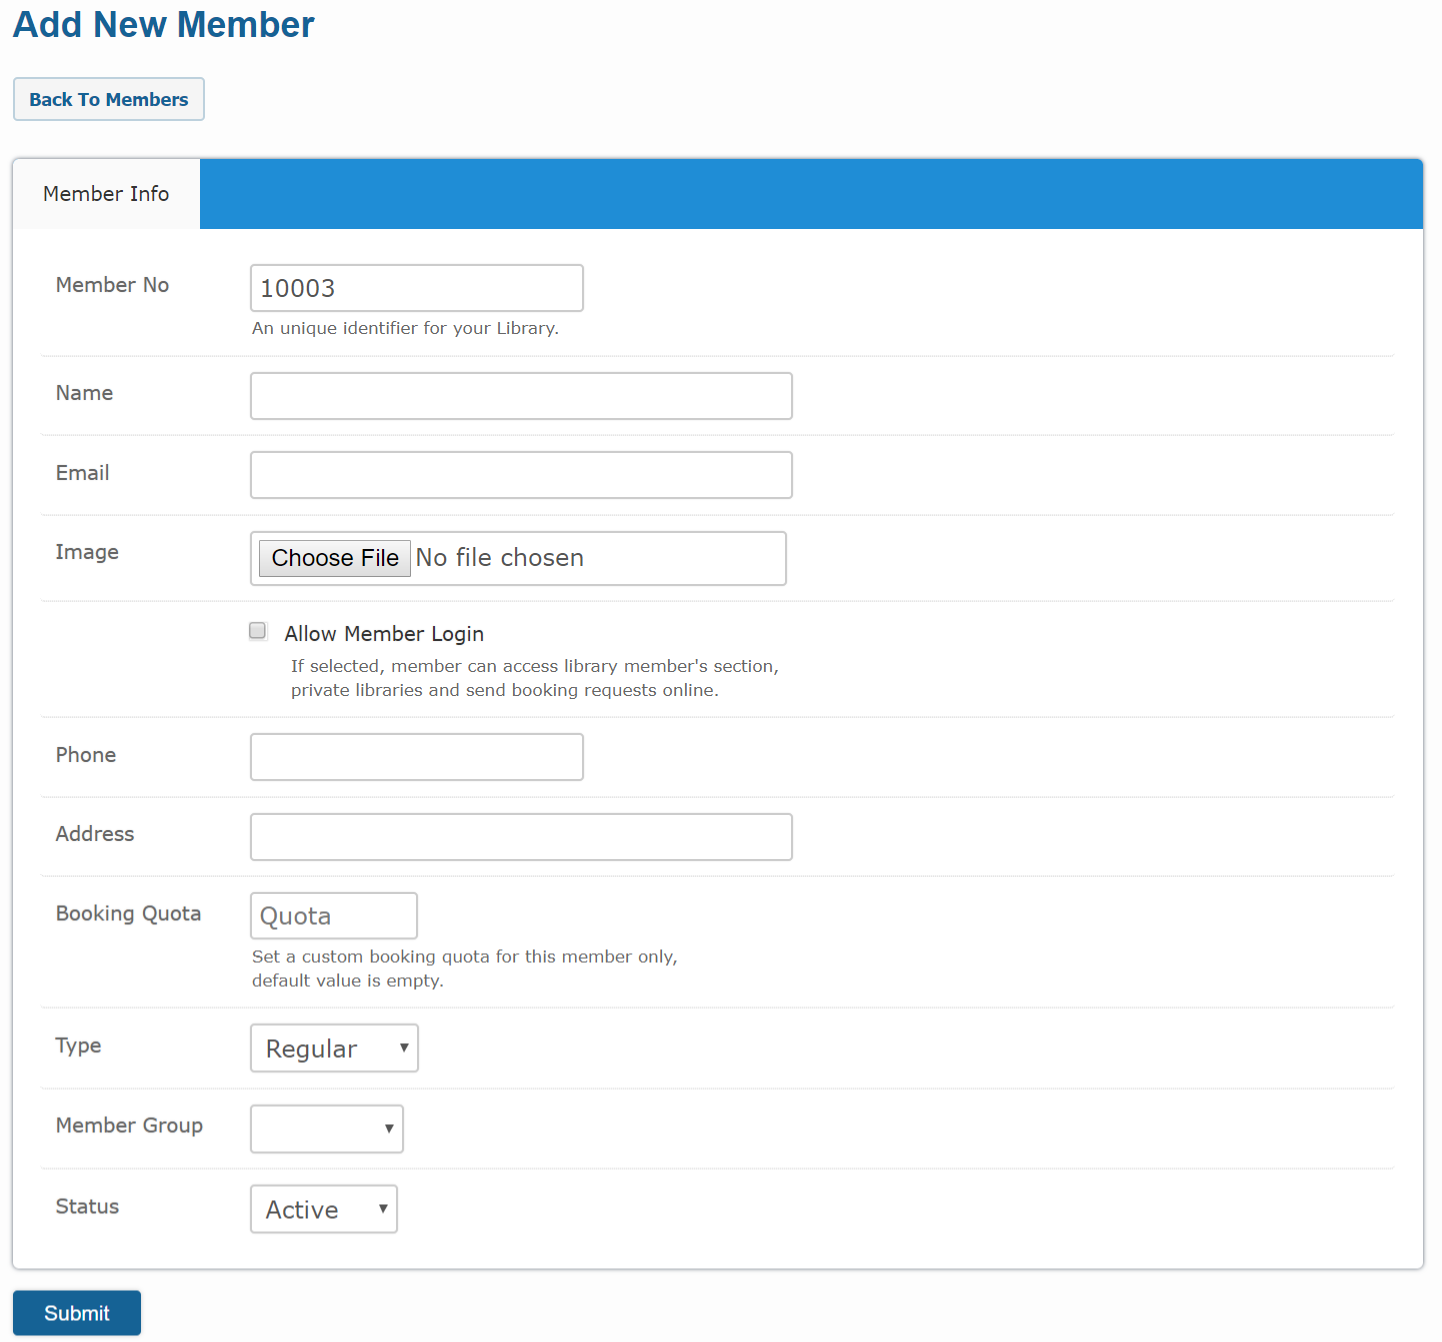 Add New Member
Back To Members
Member Info
Member No
10003
An unique identifier for your Library.
Name
Email
Image
Choose File No file chosen
Allow Member Login
If selected, member can access library member's section,
private libraries and send booking requests online.
Phone
Address
Booking Quota
Quota
Set a custom booking quota for this member only,
default value is empty.
Type
Regular
Member Group
Status
Active
Submit